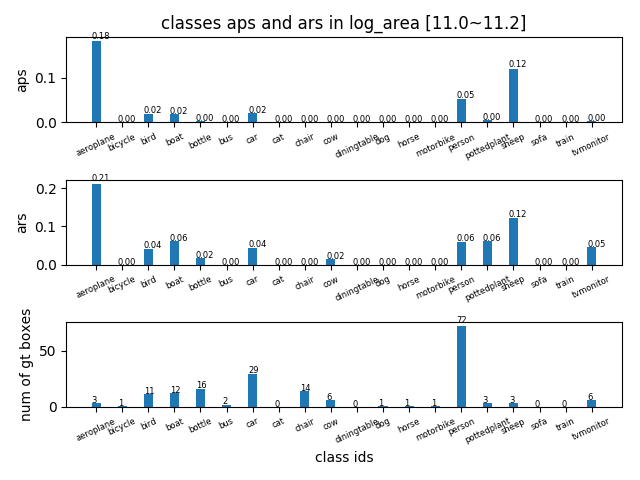 classes aps and ars in log_area [11.0~11.2]
aps
0.1
0.0
0.18 0.00 0.02 0.02 0.00 0.00 0.02 0.00 0.00 0.00 0.00 0.00 0.00 0.00 0.05 0.00 0.12 0.00 0.00 0.00
aeroplane bicycle bird boat bottle bus car cat chair cow diningtable dog horse motorbike person pottedplant sheep sofa train tvmonitor
ars
0.2
0.1
0.0
0.21 0.00 0.04 0.06 0.02 0.00 0.04 0.00 0.00 0.02 0.00 0.00 0.00 0.00 0.06 0.06 0.12 0.00 0.00 0.05
aeroplane bicycle bird boat bottle bus car cat chair cow diningtable dog horse motorbike person pottedplant sheep sofa train tvmonitor
num of gt boxes
50
0
3 1 11 12 16 2 29 0 14 6 0 1 1 1 72 3 3 0 0 6
aeroplane bicycle bird boat bottle bus car cat chair cow diningtable dog horse motorbike person pottedplant sheep sofa train tvmonitor
class ids